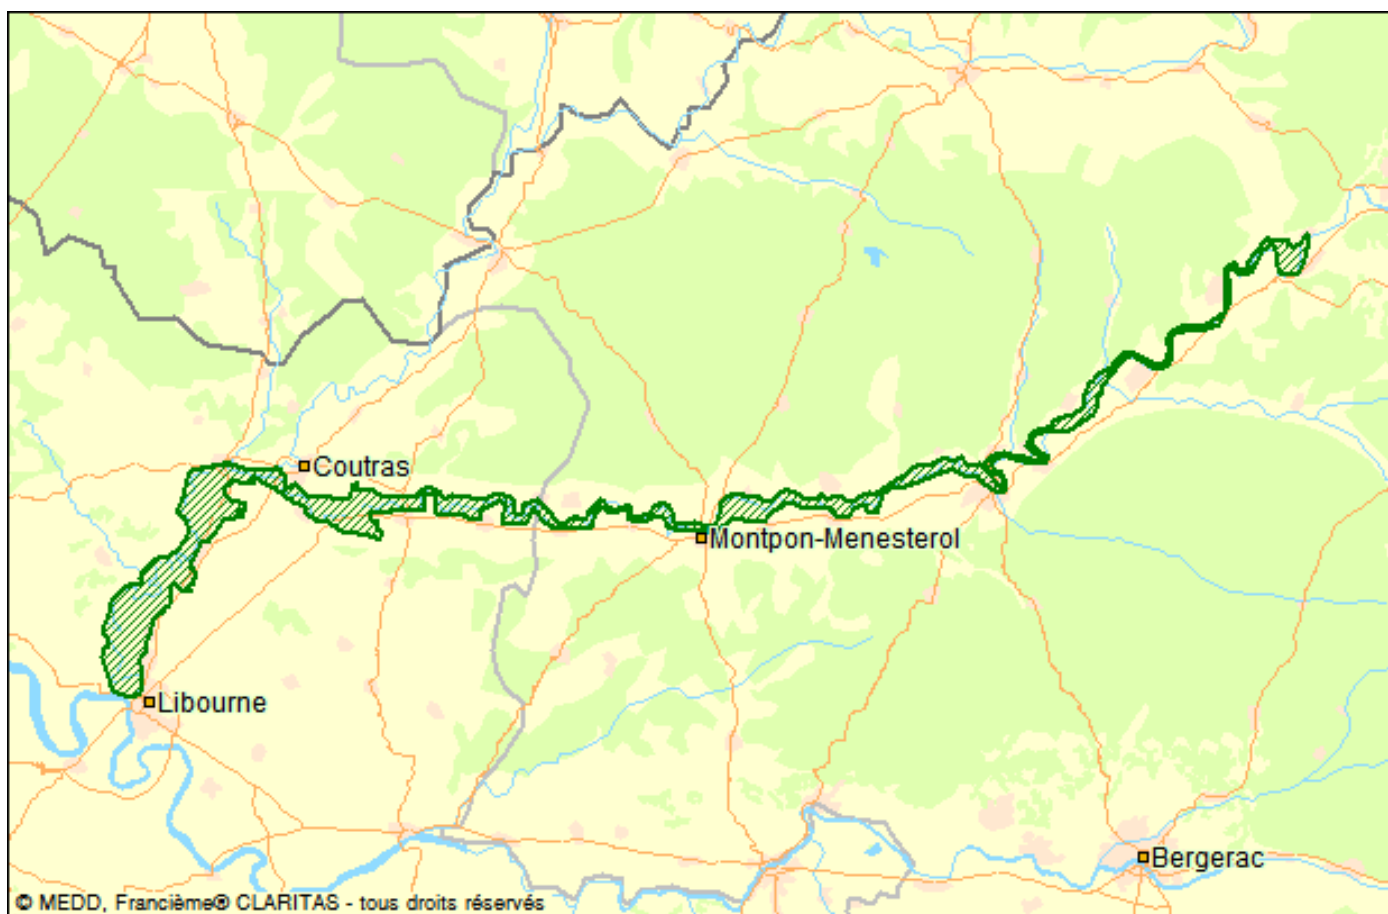 Coutras
Montpon-Menesterol
Libourne
Bergerac
© MEDD, Francième® CLARITAS - tous droits réservés